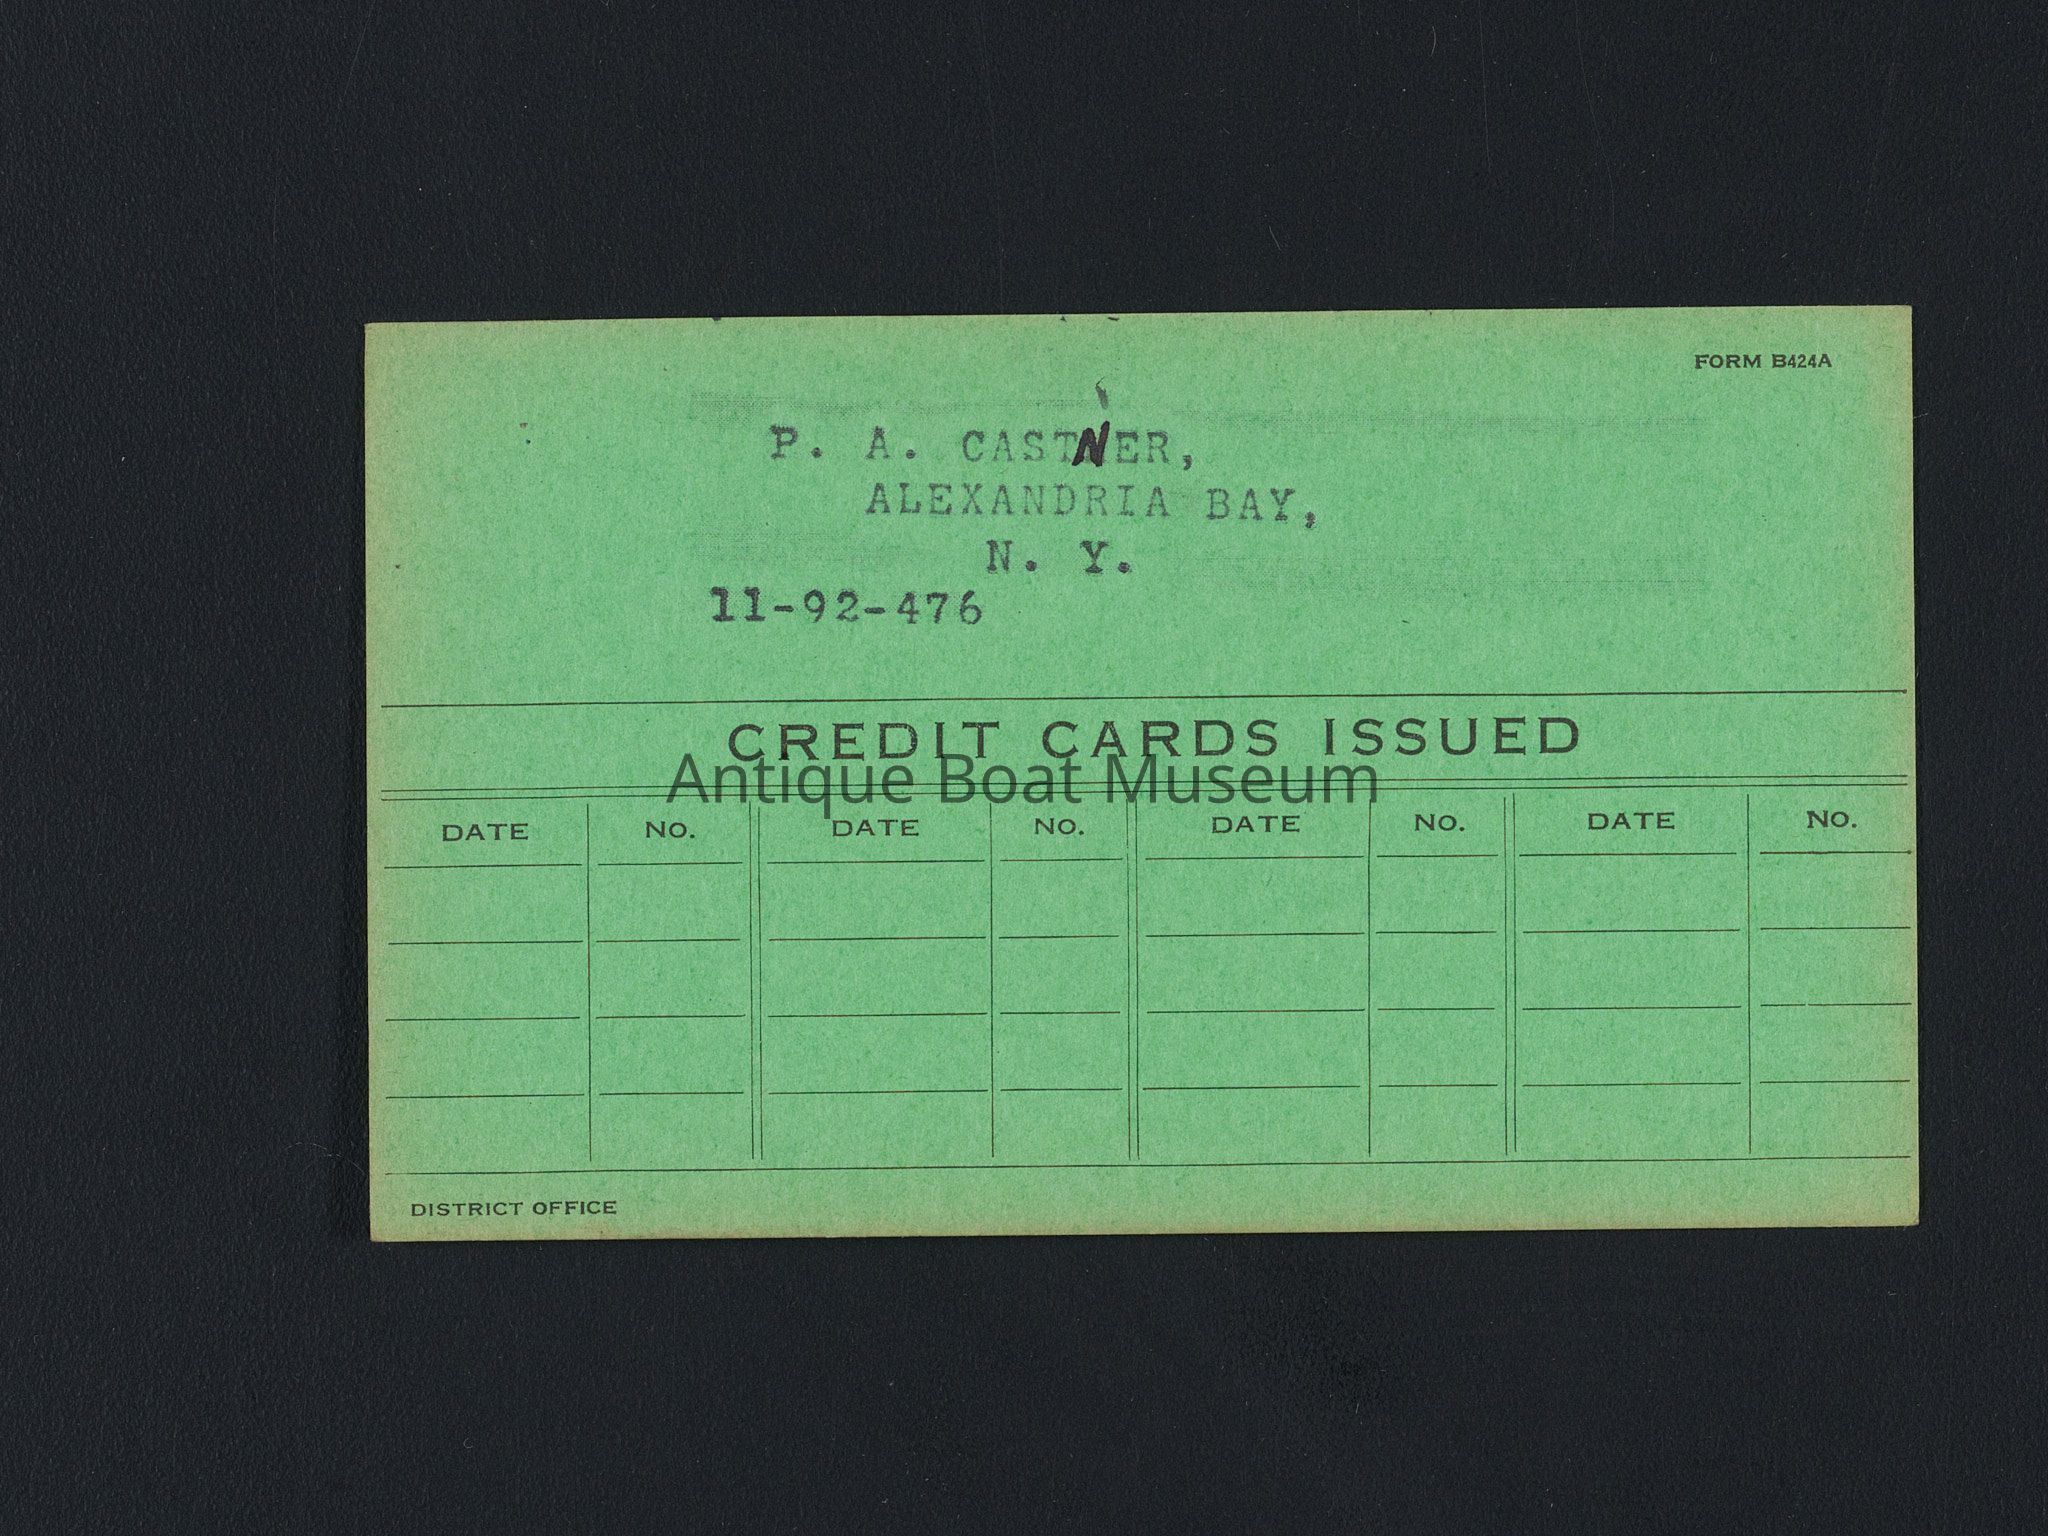 FORM B424A
P. A. CASTNER,
ALEXANDRIA BAY,
N. Y.
11-92-476
CREDIT CARDS ISSUED
Antique Boat Museum
DATE NO. DATE NO. DATE NO. DATE NO.
DISTRICT OFFICE